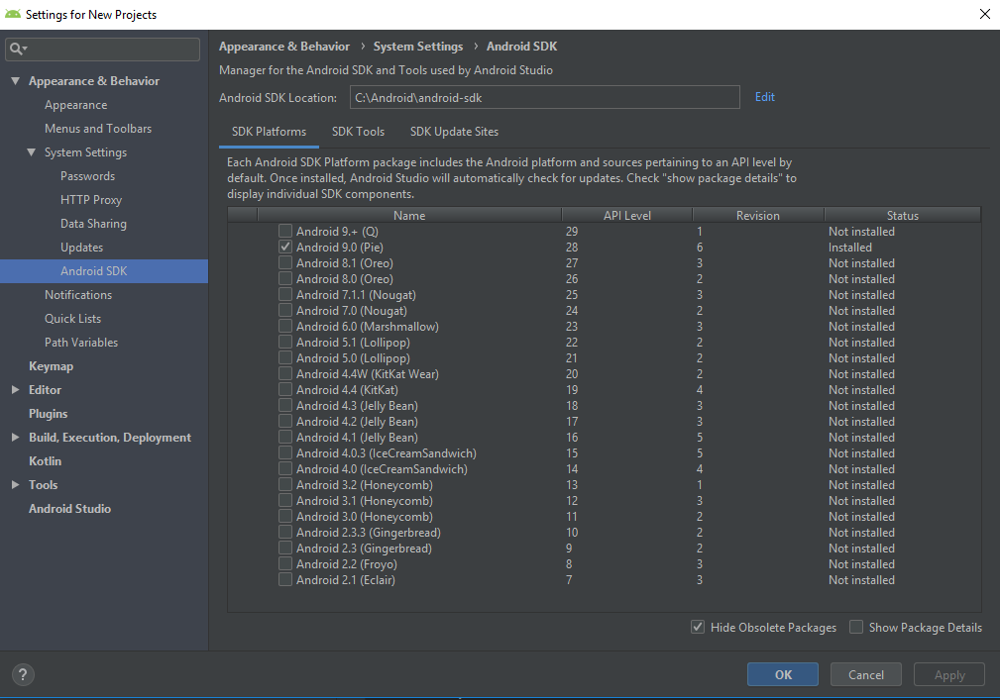 Settings for New Projects
Appearance & Behavior
Appearance
Menus and Toolbars
System Settings
Passwords
HTTP Proxy
Data Sharing
Updates
Android SDK
Notifications
Quick Lists
Path Variables
Keymap
Editor
Plugins
Build, Execution, Deployment
Kotlin
Tools
Android Studio
Appearance & Behavior › System Settings › Android SDK
Manager for the Android SDK and Tools used by Android Studio
Android SDK Location: C:\Android\android-sdk Edit
SDK Platforms SDK Tools SDK Update Sites
Each Android SDK Platform package includes the Android platform and sources pertaining to an API level by
default. Once installed, Android Studio will automatically check for updates. Check "show package details" to
display individual SDK components.
Name API Level Revision Status
Android 9.+ (Q) 29 1 Not installed
Android 9.0 (Pie) 28 6 Installed
Android 8.1 (Oreo) 27 3 Not installed
Android 8.0 (Oreo) 26 2 Not installed
Android 7.1.1 (Nougat) 25 3 Not installed
Android 7.0 (Nougat) 24 2 Not installed
Android 6.0 (Marshmallow) 23 3 Not installed
Android 5.1 (Lollipop) 22 2 Not installed
Android 5.0 (Lollipop) 21 2 Not installed
Android 4.4W (KitKat Wear) 20 2 Not installed
Android 4.4 (KitKat) 19 4 Not installed
Android 4.3 (Jelly Bean) 18 3 Not installed
Android 4.2 (Jelly Bean) 17 3 Not installed
Android 4.1 (Jelly Bean) 16 5 Not installed
Android 4.0.3 (IceCreamSandwich) 15 5 Not installed
Android 4.0 (IceCreamSandwich) 14 4 Not installed
Android 3.2 (Honeycomb) 13 1 Not installed
Android 3.1 (Honeycomb) 12 3 Not installed
Android 3.0 (Honeycomb) 11 2 Not installed
Android 2.3.3 (Gingerbread) 10 2 Not installed
Android 2.3 (Gingerbread) 9 2 Not installed
Android 2.2 (Froyo) 8 3 Not installed
Android 2.1 (Eclair) 7 3 Not installed
Hide Obsolete Packages Show Package Details
? OK Cancel Apply